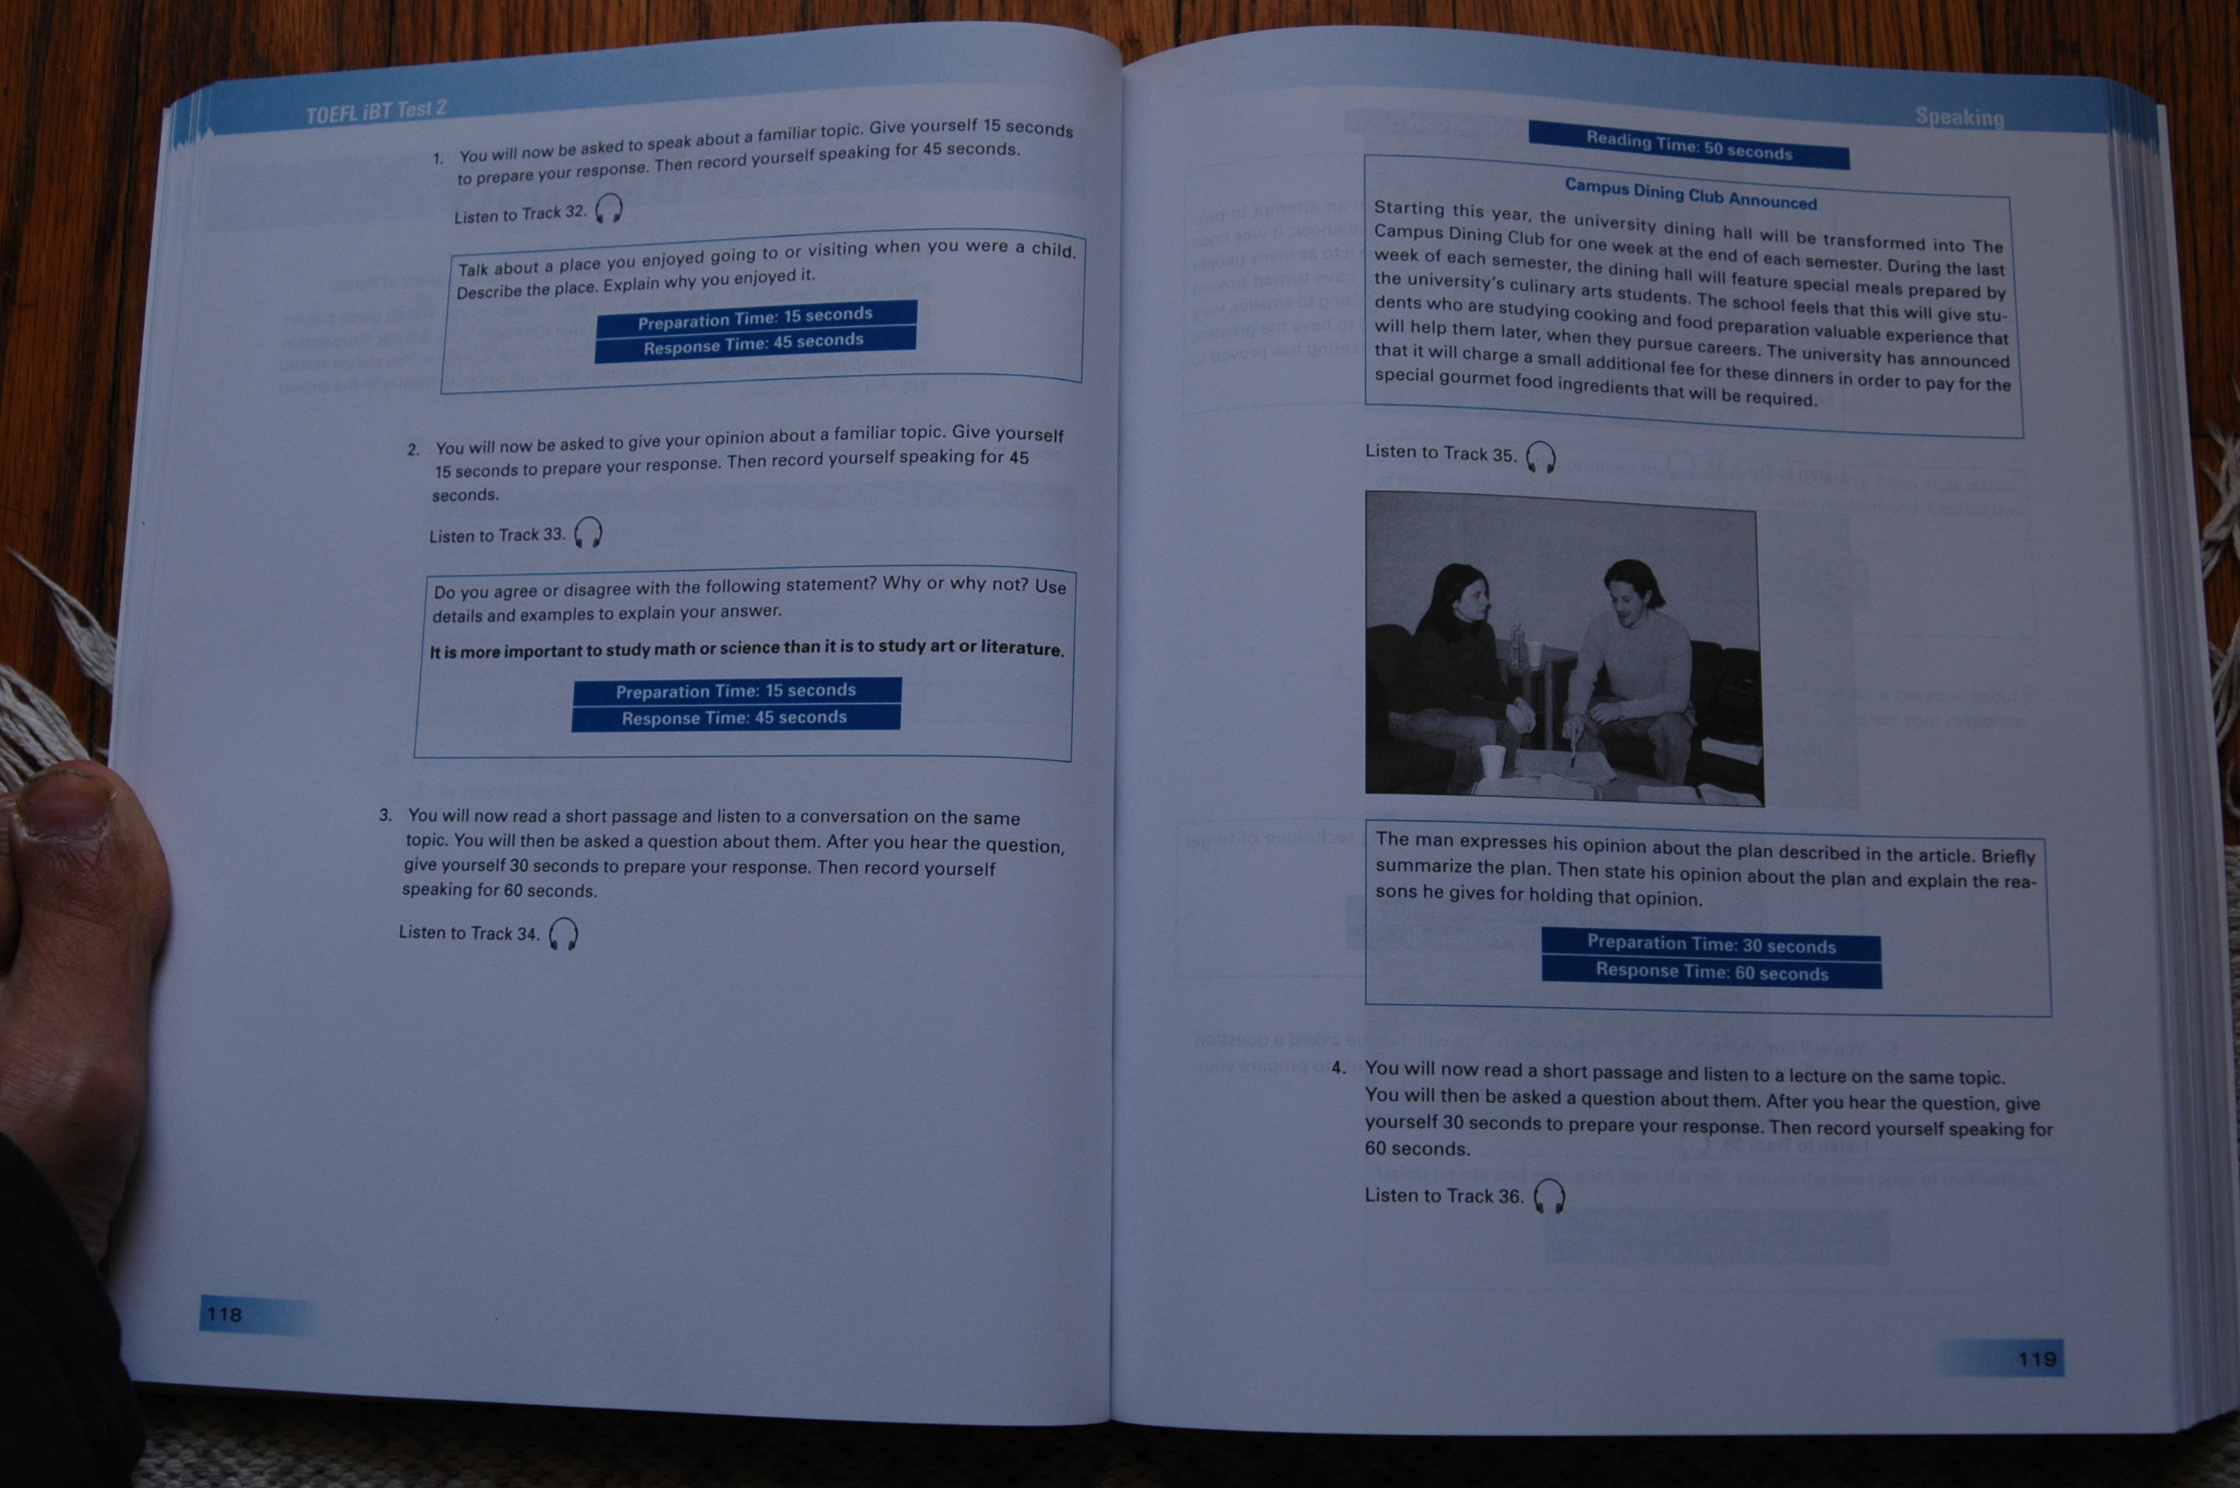 TOEFL iBT Test 2
1. You will now be asked to speak about a familiar topic. Give yourself 15 seconds
to prepare your response. Then record yourself speaking for 45 seconds.
Listen to Track 32.
Talk about a place you enjoyed going to or visiting when you were a child.
Describe the place. Explain why you enjoyed it.
Preparation Time: 15 seconds
Response Time: 45 seconds
2. You will now be asked to give your opinion about a familiar topic. Give yourself
15 seconds to prepare your response. Then record yourself speaking for 45
seconds.
Listen to Track 33.
Do you agree or disagree with the following statement? Why or why not? Use
details and examples to explain your answer.
It is more important to study math or science than it is to study art or literature.
Preparation Time: 15 seconds
Response Time: 45 seconds
3. You will now read a short passage and listen to a conversation on the same
topic. You will then be asked a question about them. After you hear the question,
give yourself 30 seconds to prepare your response. Then record yourself
speaking for 60 seconds.
Listen to Track 34.
118
Speaking
Reading Time: 50 seconds
Campus Dining Club Announced
Starting this year, the university dining hall will be transformed into The
Campus Dining Club for one week at the end of each semester. During the last
week of each semester, the dining hall will feature special meals prepared by
the university's culinary arts students. The school feels that this will give stu-
dents who are studying cooking and food preparation valuable experience that
will help them later, when they pursue careers. The university has announced
that it will charge a small additional fee for these dinners in order to pay for the
special gourmet food ingredients that will be required.
Listen to Track 35.
The man expresses his opinion about the plan described in the article. Briefly
summarize the plan. Then state his opinion about the plan and explain the rea-
sons he gives for holding that opinion.
Preparation Time: 30 seconds
Response Time: 60 seconds
4. You will now read a short passage and listen to a lecture on the same topic.
You will then be asked a question about them. After you hear the question, give
yourself 30 seconds to prepare your response. Then record yourself speaking for
60 seconds.
Listen to Track 36.
119